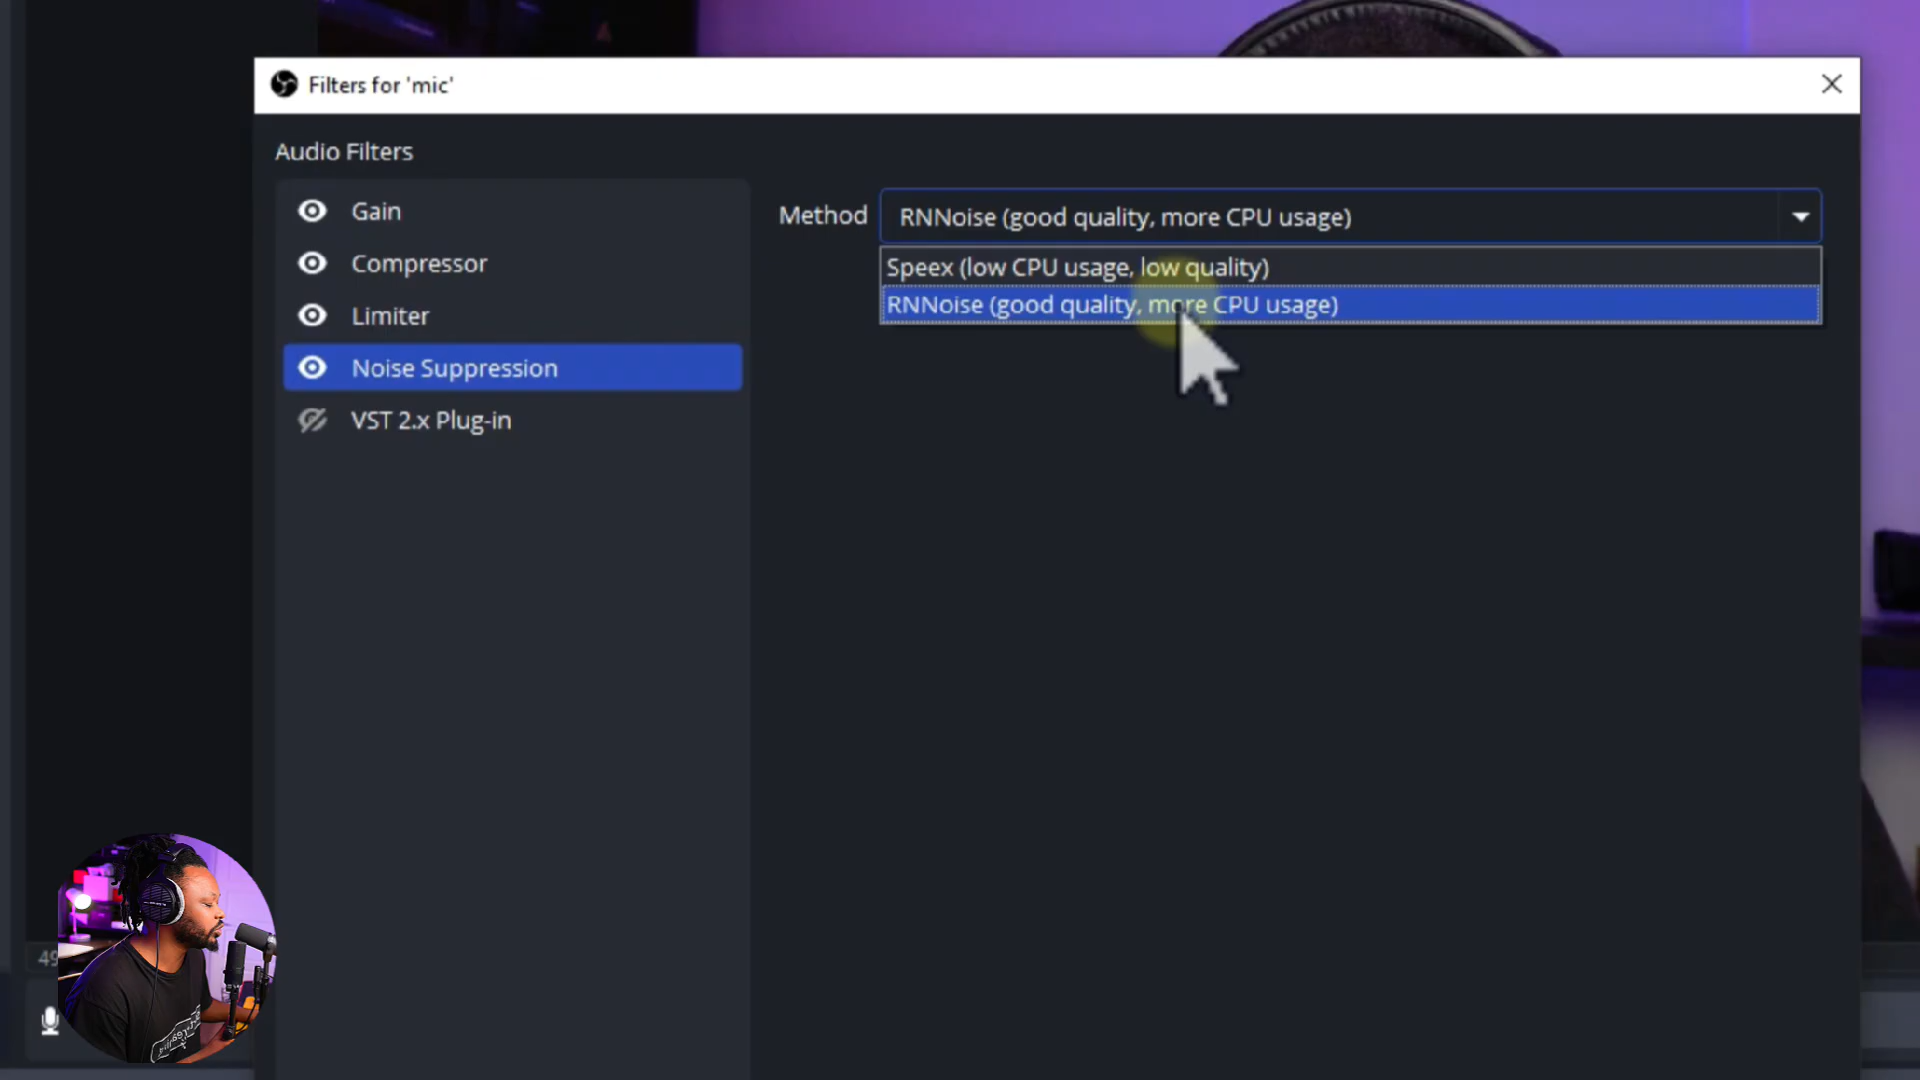 Filters for 'mic'
Audio Filters
Gain
Compressor
Limiter
Noise Suppression
VST 2.x Plug-in
Method
RNNoise (good quality, more CPU usage)
Speex (low CPU usage, low quality)
RNNoise (good quality, more CPU usage)
49